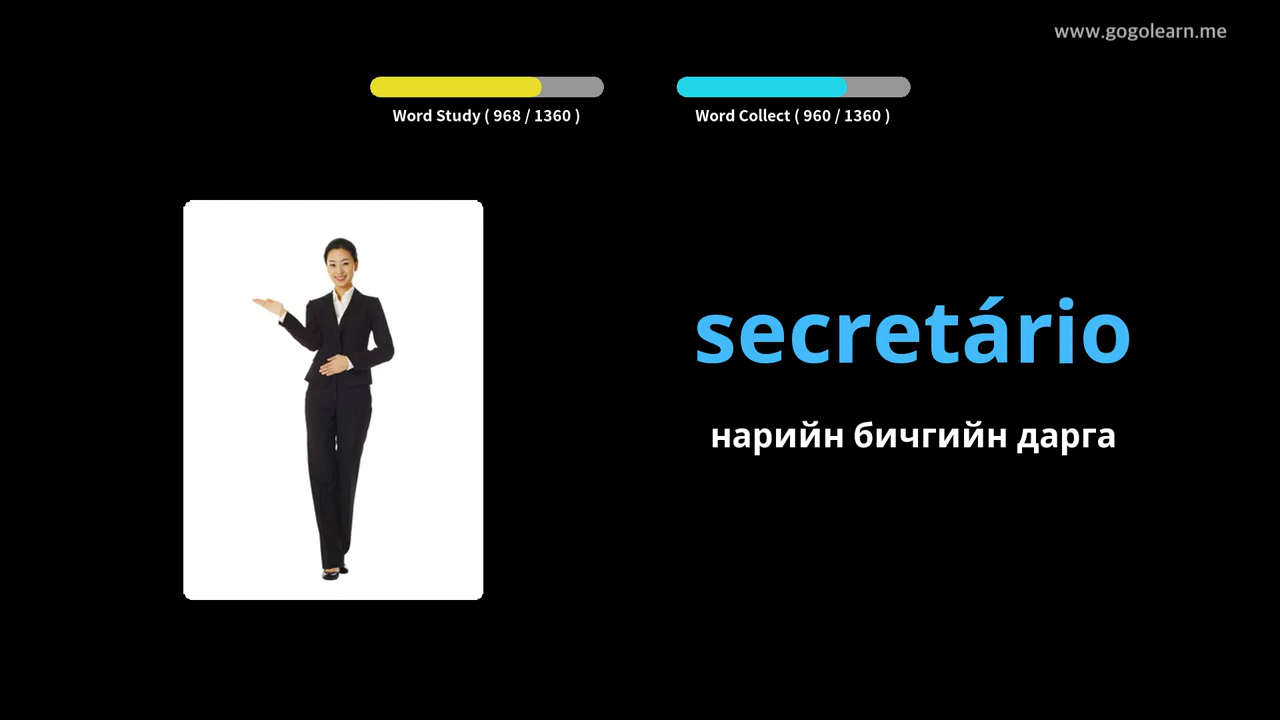 www.gogolearn.me
Word Study ( 968 / 1360 )
Word Collect ( 960 / 1360 )
secretário
нарийн бичгийн дарга